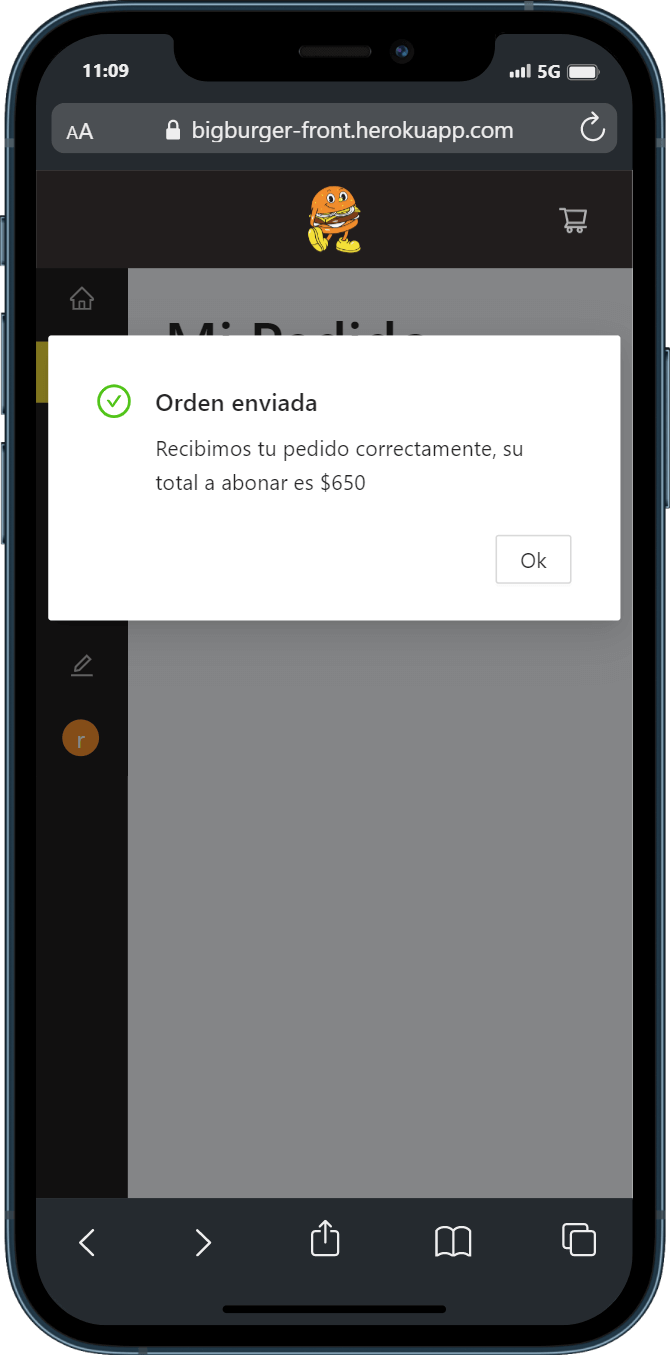 11:09
5G
AA
bigburger-front.herokuapp.com
Mi Pedido
Orden enviada
Recibimos tu pedido correctamente, su
total a abonar es $650
Ok
r